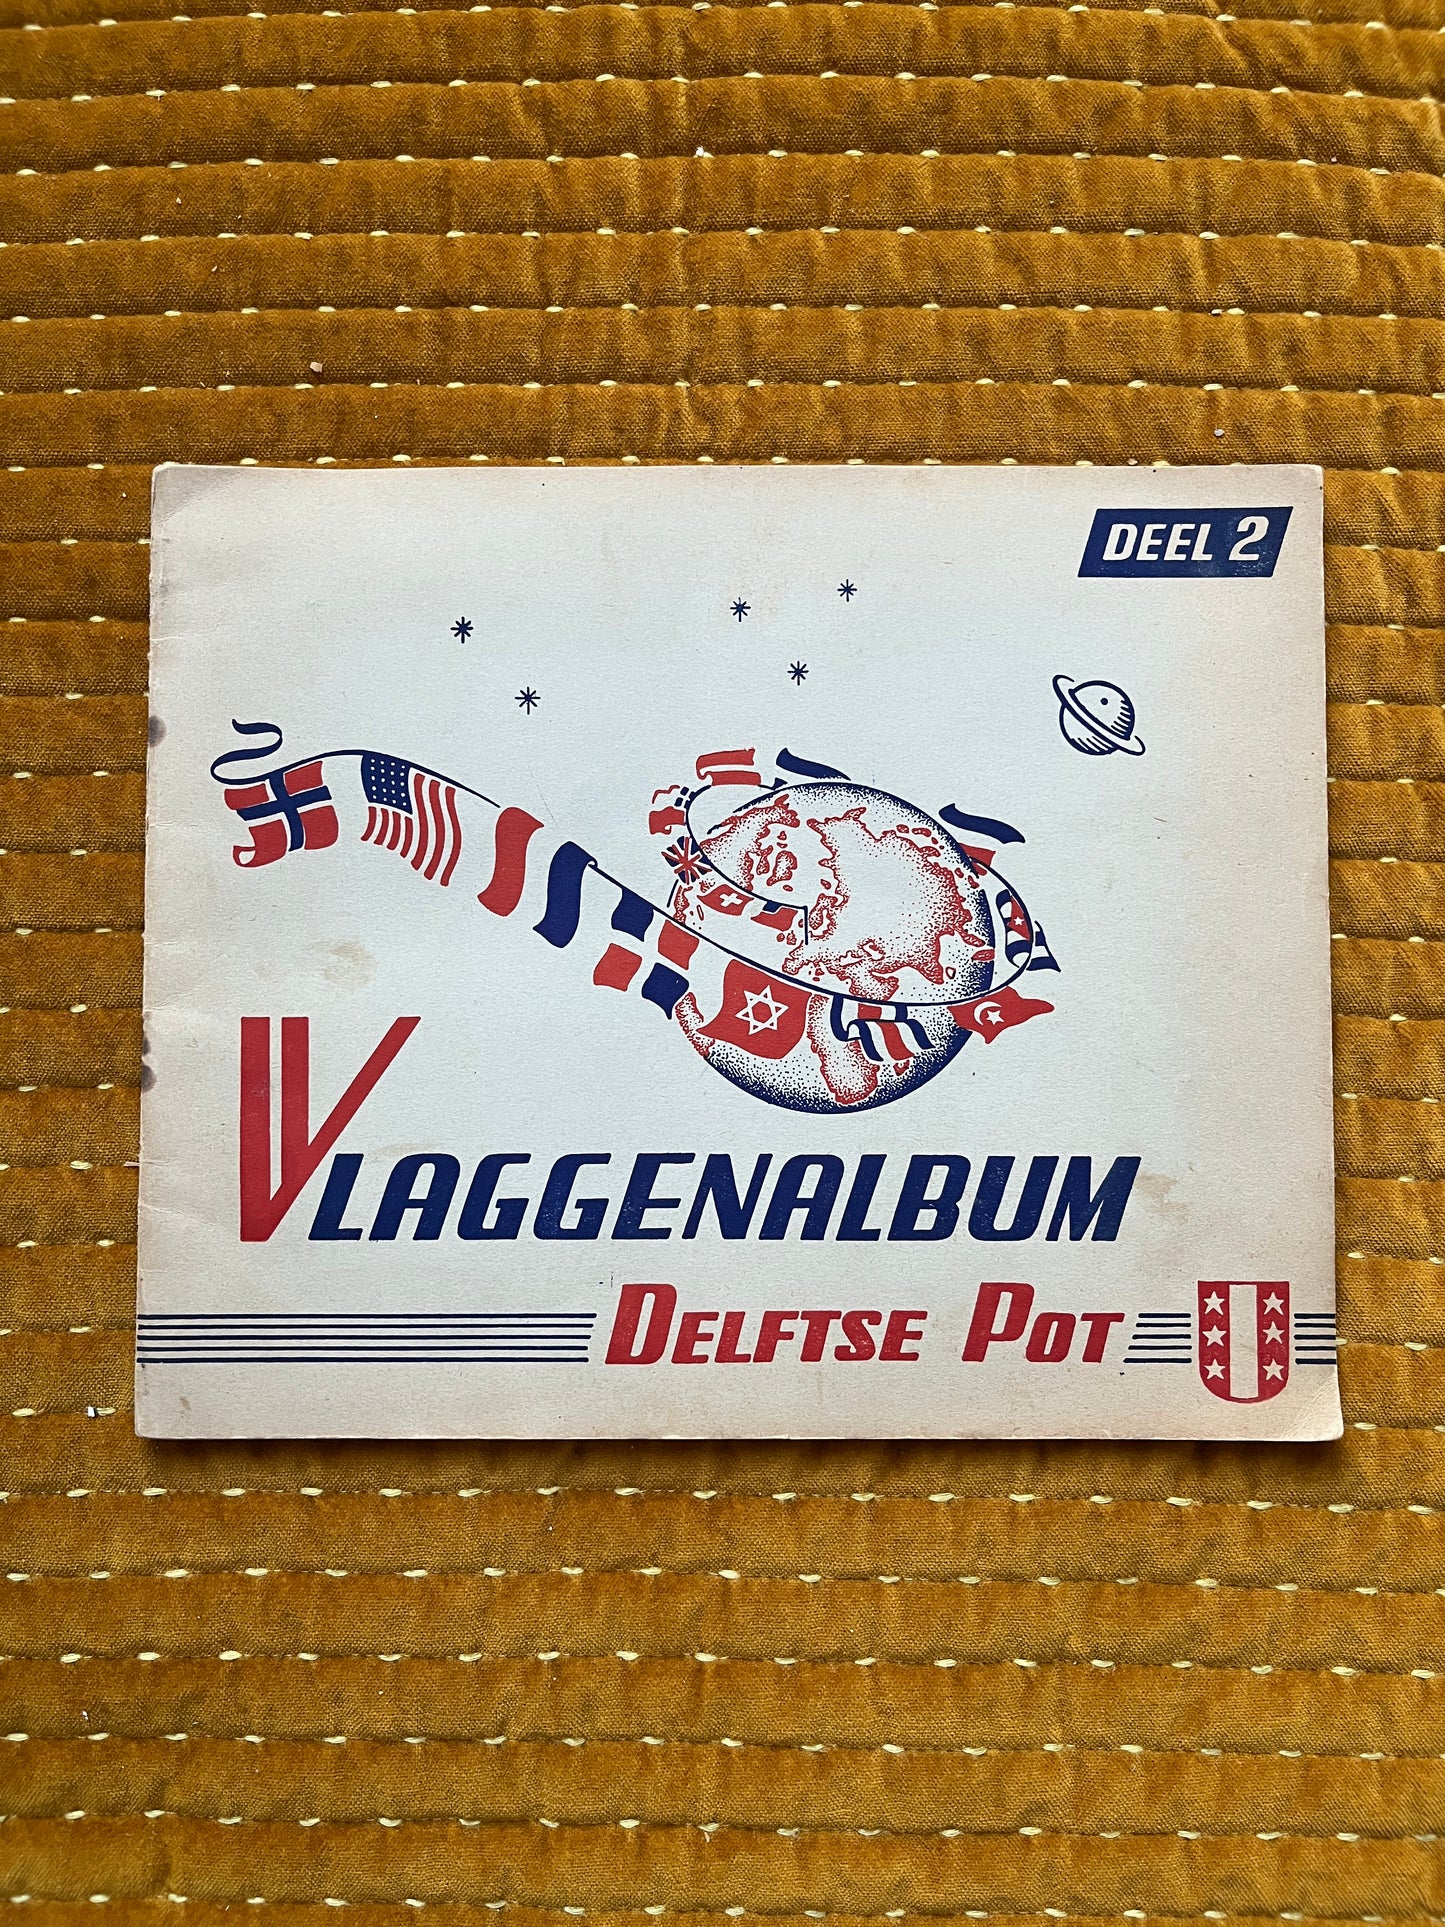 DEEL 2
VLAGGENALBUM
DELFTSE POT